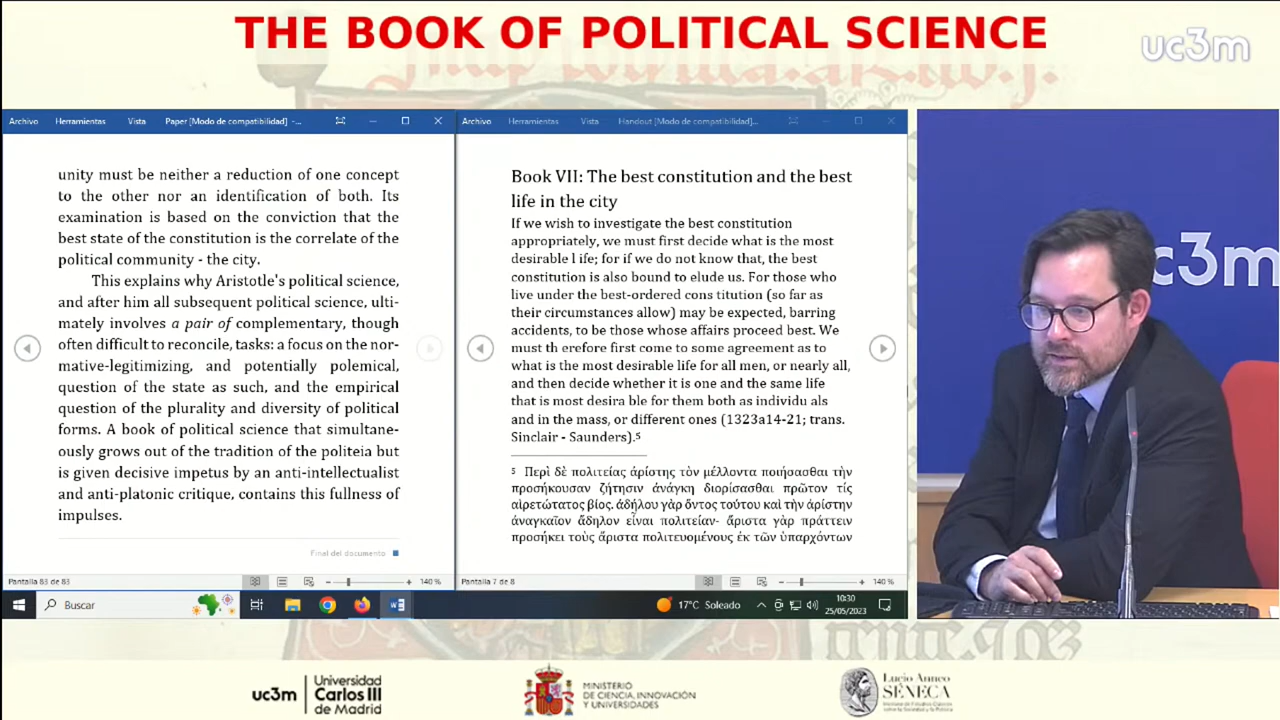 THE BOOK OF POLITICAL SCIENCE
uc3m
Archivo Herramientas Vista Paper [Modo de compatibilidad] -...
unity must be neither a reduction of one concept
to the other nor an identification of both. Its
examination is based on the conviction that the
best state of the constitution is the correlate of the
political community - the city.
This explains why Aristotle's political science,
and after him all subsequent political science, ulti-
mately involves a pair of complementary, though
often difficult to reconcile, tasks: a focus on the nor-
mative-legitimizing, and potentially polemical,
question of the state as such, and the empirical
question of the plurality and diversity of political
forms. A book of political science that simultane-
ously grows out of the tradition of the politeia but
is given decisive impetus by an anti-intellectualist
and anti-platonic critique, contains this fullness of
impulses.
Final del documento
Pantalla 83 de 83
140 %
Archivo Herramientas Vista Handout [Modo de compatibilidad]...
Book VII: The best constitution and the best
life in the city
If we wish to investigate the best constitution
appropriately, we must first decide what is the most
desirable l ife; for if we do not know that, the best
constitution is also bound to elude us. For those who
live under the best-ordered cons titution (so far as
their circumstances allow) may be expected, barring
accidents, to be those whose affairs proceed best. We
must th erefore first come to some agreement as to
what is the most desirable life for all men, or nearly all,
and then decide whether it is one and the same life
that is most desira ble for them both as individu als
and in the mass, or different ones (1323a14-21; trans.
Sinclair - Saunders).⁵
⁵ Περὶ δὲ πολιτείας ἀρίστης τὸν μέλλοντα ποιήσασθαι τὴν
προσήκουσαν ζήτησιν ἀνάγκη διορίσασθαι πρῶτον τίς
αἱρετώτατος βίος. ἀδήλου γὰρ ὄντος τούτου καὶ τὴν ἀρίστην
ἀναγκαῖον ἄδηλον εἶναι πολιτείαν· ἄριστα γὰρ πράττειν
προσήκει τοὺς ἄριστα πολιτευομένους ἐκ τῶν ὑπαρχόντων
Pantalla 7 de 8
140 %
c3m
Buscar
17°C Soleado
10:30
25/05/2023
uc3m
Universidad
Carlos III
de Madrid
MINISTERIO
DE CIENCIA, INNOVACIÓN
Y UNIVERSIDADES
Lucio Anneo
SÉNECA